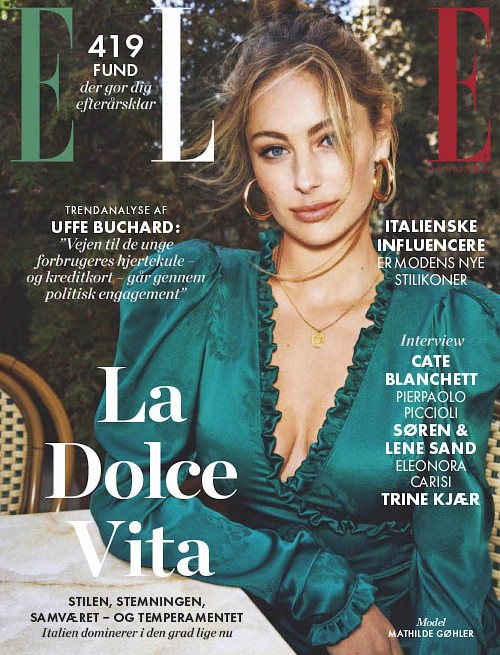 ELLE
419
FUND
der gør dig
efterårsklar
TRENDANALYSE AF
UFFE BUCHARD:
”Vejen til de unge
forbrugeres hjertekule –
og kreditkort – går gennem
politisk engagement”
ITALIENSKE
INFLUENCERE
ER MODENS NYE
STILIKONER
Interview
CATE
BLANCHETT
PIERPAOLO
PICCIOLI
SØREN &
LENE SAND
ELEONORA
CARISI
TRINE KJÆR
La
Dolce
Vita
STILEN, STEMNINGEN,
SAMVÆRET – OG TEMPERAMENTET
Italien dominerer i den grad lige nu
Model
MATHILDE GØHLER